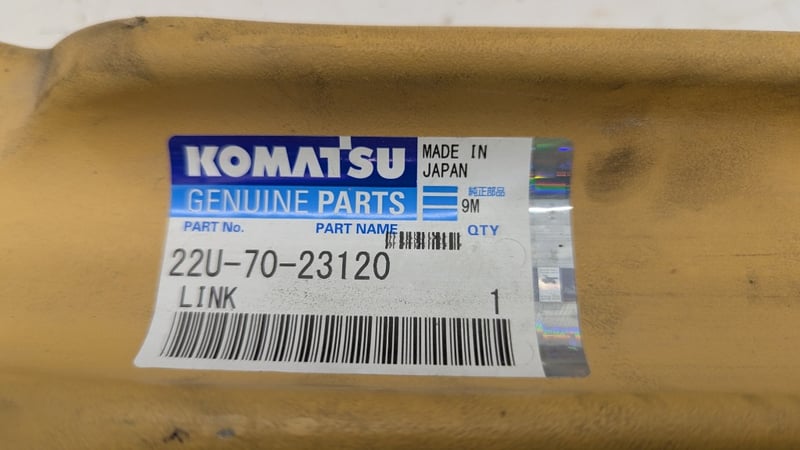 KOMATSU
MADE IN
JAPAN
GENUINE PARTS
純正部品
9M
PART No.
PART NAME
QTY
22U-70-23120
LINK
1